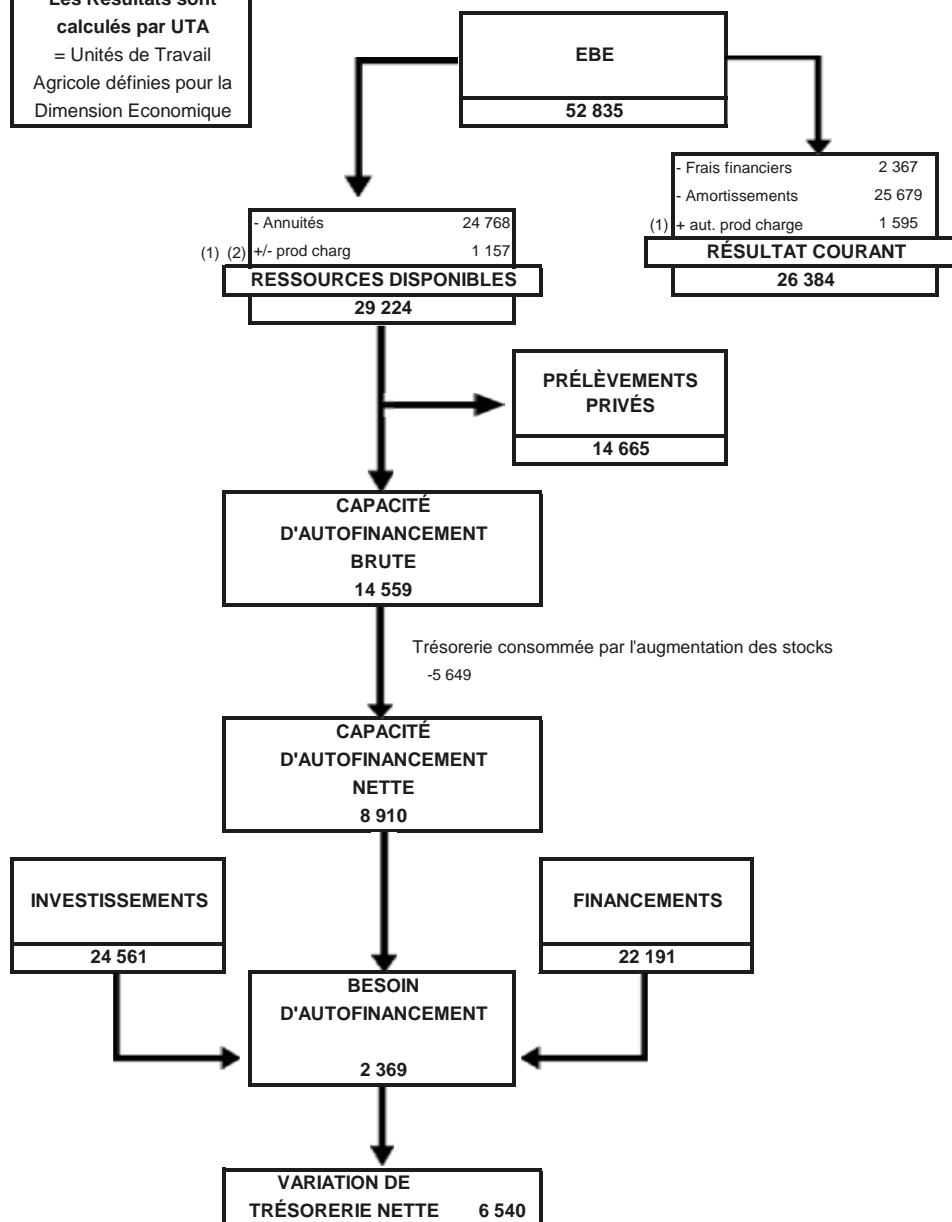 Les Résultats sont
calculés par UTA
= Unités de Travail
Agricole définies pour la
Dimension Economique
EBE
52 835
- Frais financiers 2 367
- Amortissements 25 679
(1) + aut. prod charge 1 595
RÉSULTAT COURANT
26 384
- Annuités 24 768
(1) (2) +/- prod charg 1 157
RESSOURCES DISPONIBLES
29 224
PRÉLÈVEMENTS
PRIVÉS
14 665
CAPACITÉ
D'AUTOFINANCEMENT
BRUTE
14 559
Trésorerie consommée par l'augmentation des stocks
-5 649
CAPACITÉ
D'AUTOFINANCEMENT
NETTE
8 910
INVESTISSEMENTS
24 561
FINANCEMENTS
22 191
BESOIN
D'AUTOFINANCEMENT
2 369
VARIATION DE
TRÉSORERIE NETTE 6 540